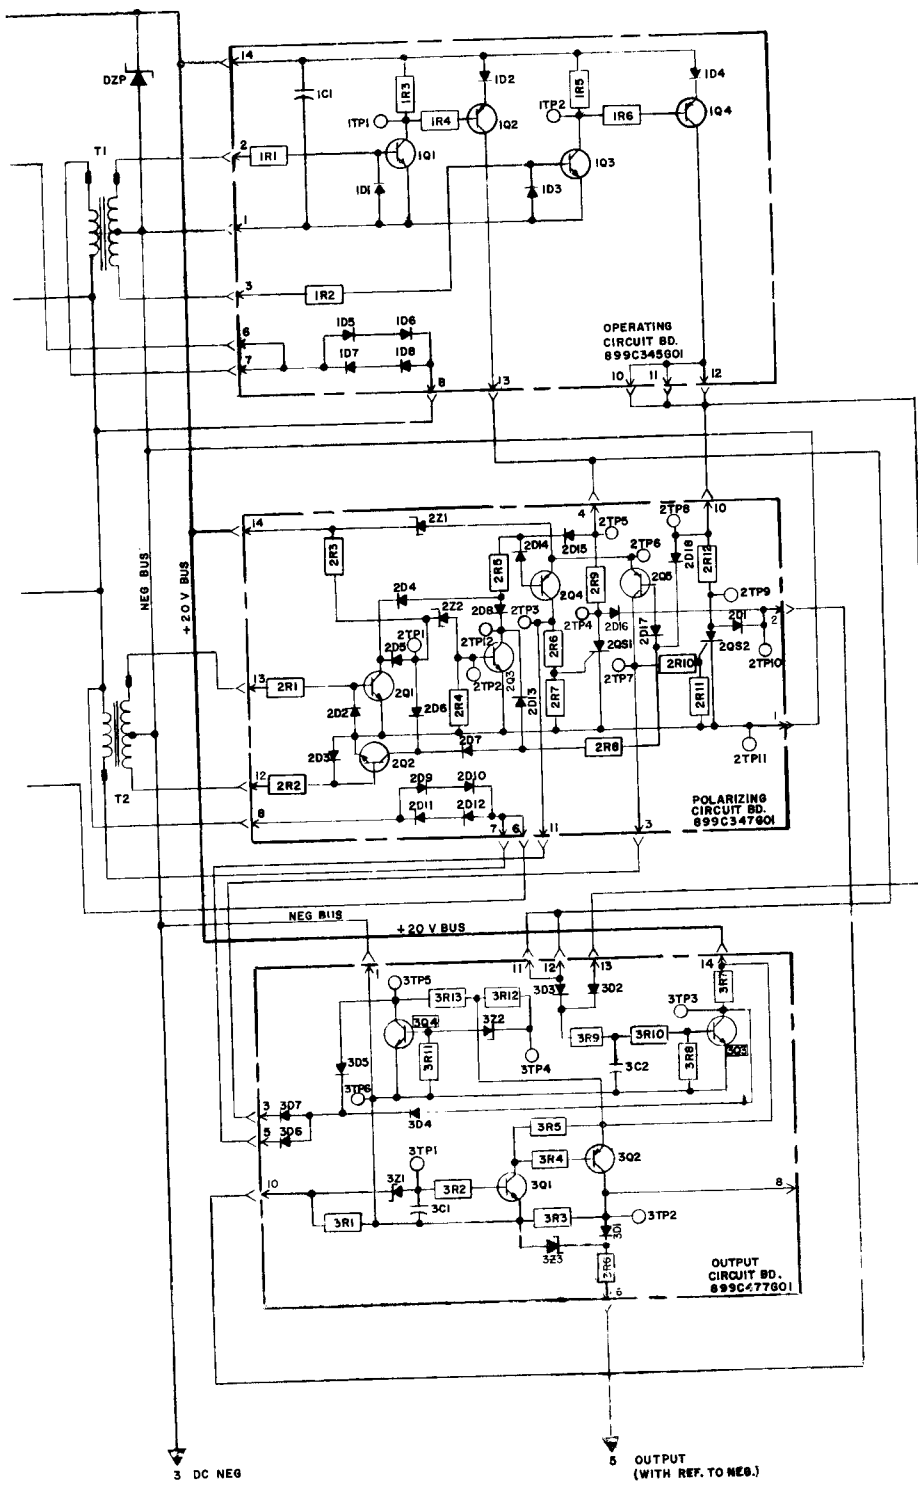 DZP
14
1C1
1R3
1D2
1R5
1D4
1TP1
1R4
1Q2
1TP2
1R6
1Q4
T1
2
1R1
1Q1
1Q3
1D1
1D3
1
3
1R2
6
1D5
1D6
7
1D7
1D8
8
13
OPERATING
CIRCUIT BD.
899C345G01
10
11
12
NEG BUS
+20 V BUS
14
2Z1
4
2TP5
2TP8
10
2R3
2R5
2D14
2D15
2TP6
2D18
2R12
2D4
2Q4
2R9
2Q5
2TP9
2Z2
2D8
2TP3
2TP4
2D16
2D17
2D1
2
2TP1
2TP12
2D5
2R6
2QS1
2QS2
2TP10
13
2R1
2Q1
2R4
2TP2
2Q3
2D13
2R7
2TP7
2R10
2R11
2D2
2D6
1
2D3
2Q2
2D7
2R8
2TP11
12
2R2
2D9
2D10
T2
8
2D11
2D12
7
6
11
3
POLARIZING
CIRCUIT BD.
899C347G01
NEG BUS
+20 V BUS
1
11
12
13
14
3TP5
3R13
3R12
3D3
3D2
3R7
3TP3
3Q4
3Z2
3R9
3R10
3Q3
3R11
3R8
3D5
3TP4
3C2
3TP6
3
3D7
3D4
5
3D6
3R5
3TP1
3R4
3Q2
10
3Z1
3R2
3Q1
8
3C1
3R1
3R3
3TP2
3D1
3Z3
3R6
6
OUTPUT
CIRCUIT BD.
899C477G01
3 DC NEG
5 OUTPUT
(WITH REF. TO NEG.)